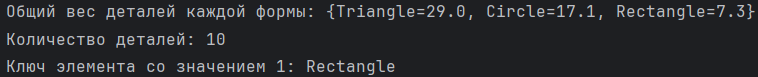 Общий вес деталей каждой формы: {Triangle=29.0, Circle=17.1, Rectangle=7.3}
Количество деталей: 10
Ключ элемента со значением 1: Rectangle